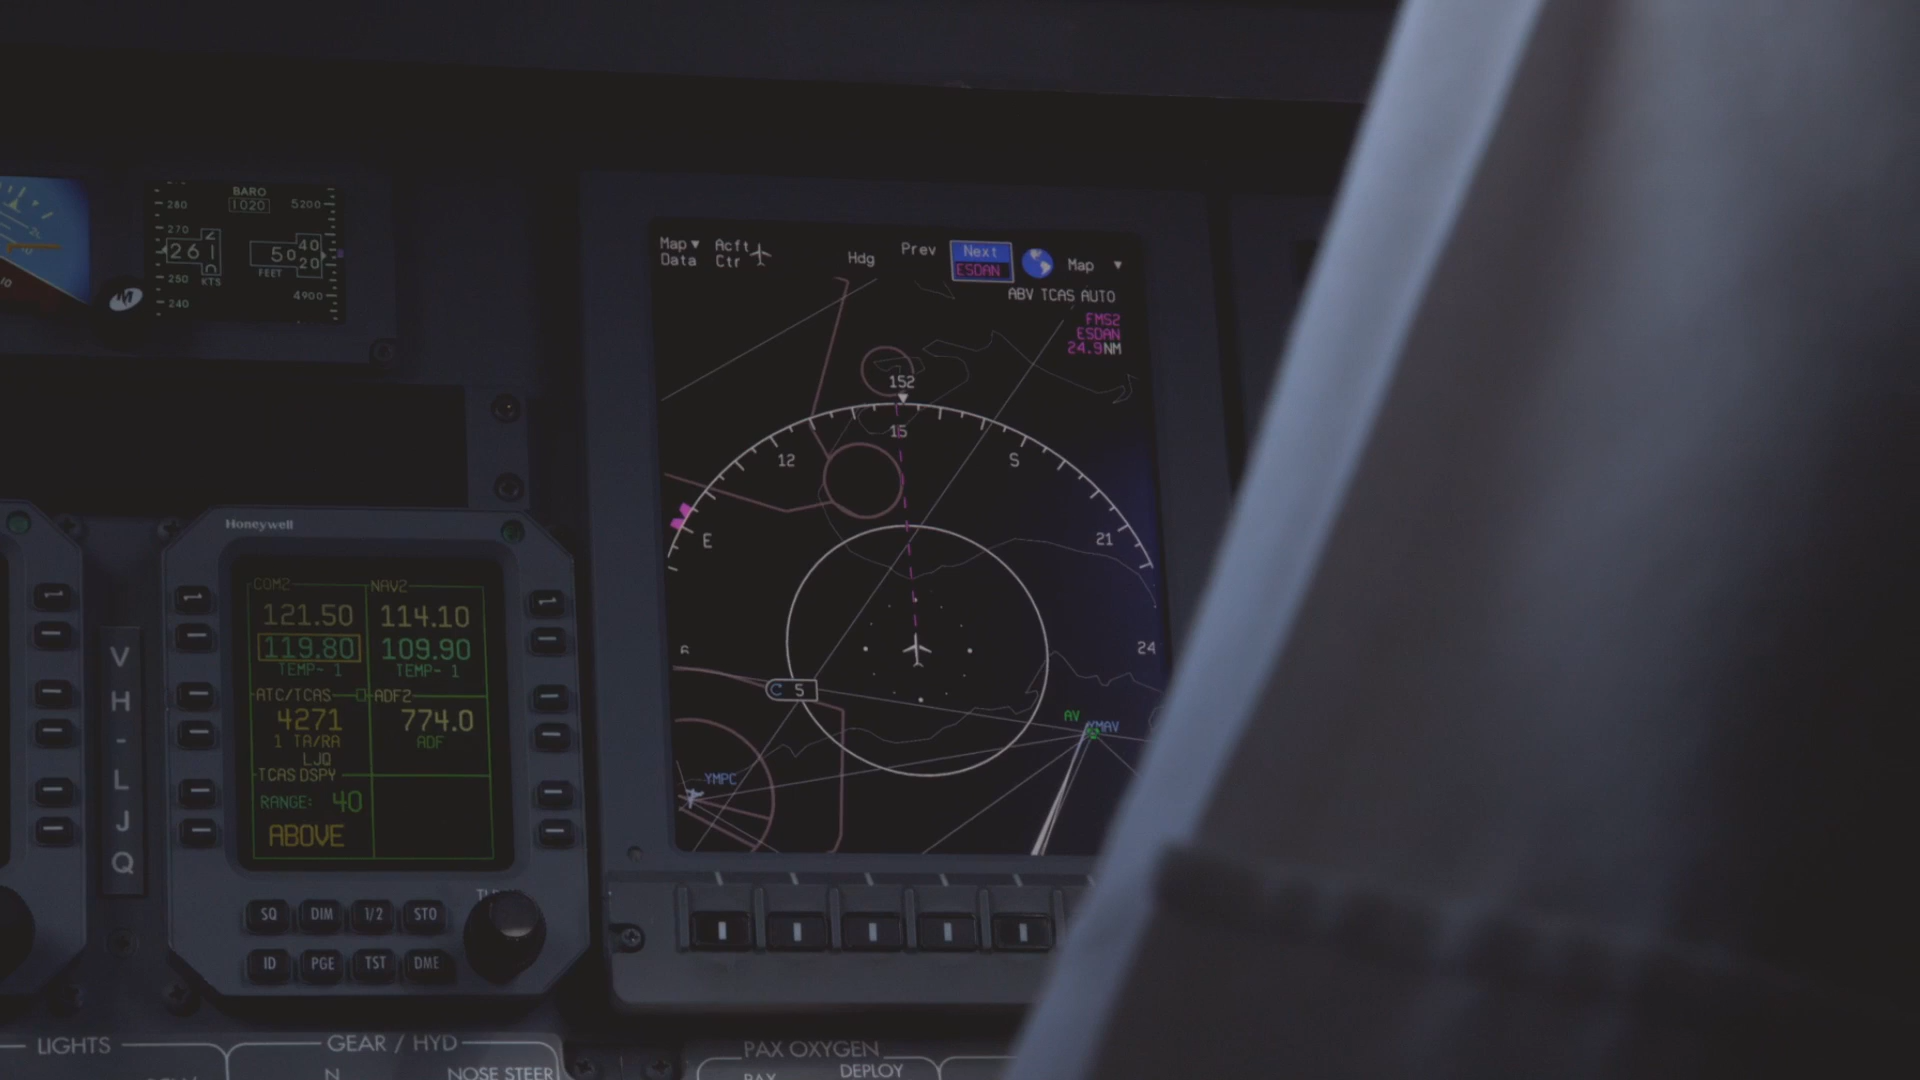 BARO
1020
280
270
261
250
240
KTS
5200
50
40
20
FEET
4900
Map
Data
Acft
Ctr
Hdg
Prev
Next
ESDAN
Map
ABV TCAS AUTO
FMS2
ESDAN
24.9NM
152
15
12
S
E
21
6
24
C 5
AV
YMAV
YMPC
Honeywell
COM2
NAV2
121.50
114.10
119.80
109.90
TEMP- 1
TEMP- 1
ATC/TCAS
ADF2
4271
774.0
1 TA/RA
ADF
LJQ
TCAS DSPY
RANGE: 40
ABOVE
V
H
-
L
J
Q
SQ
DIM
1/2
STO
ID
PGE
TST
DME
LIGHTS
GEAR / HYD
NOSE STEER
PAX OXYGEN
PAX
DEPLOY